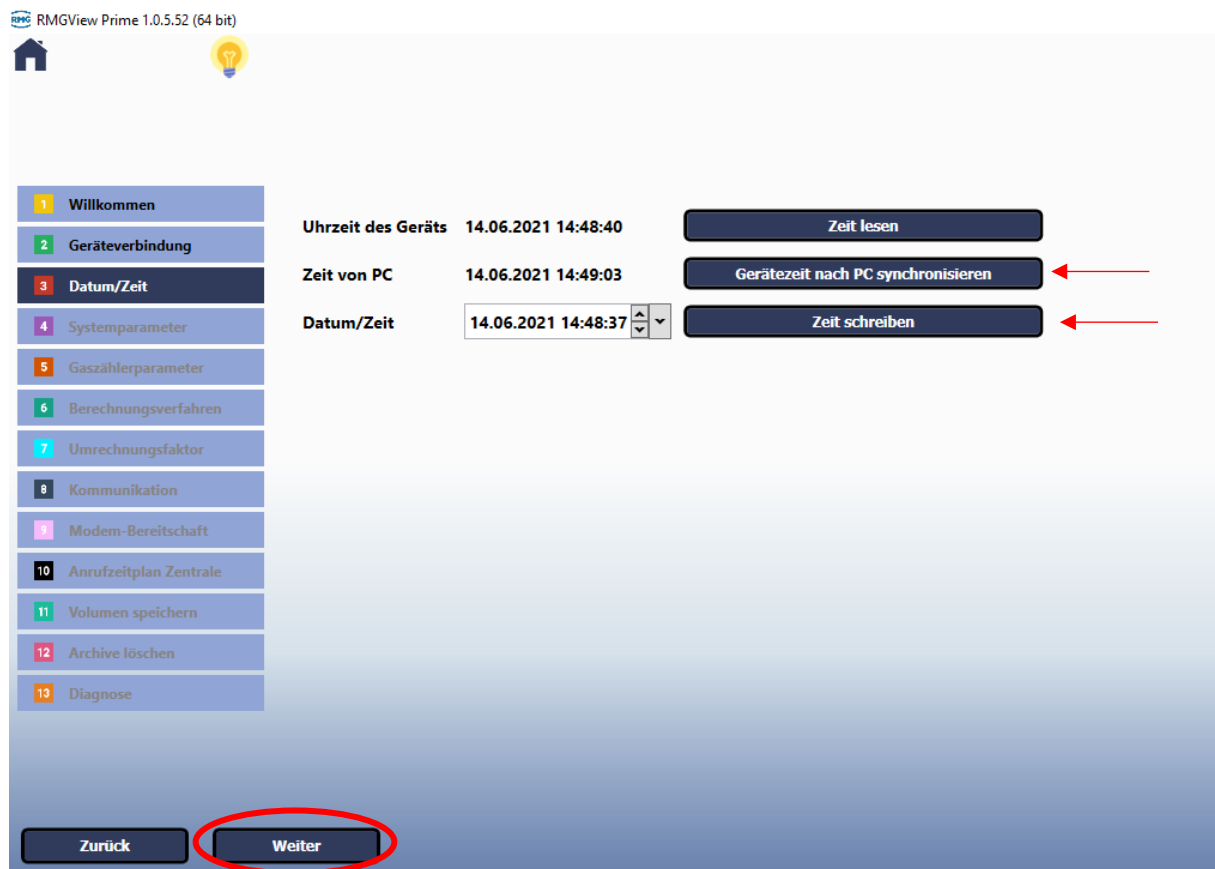 RMG RMGView Prime 1.0.5.52 (64 bit)
1 Willkommen
2 Geräteverbindung
3 Datum/Zeit
4 Systemparameter
5 Gaszählerparameter
6 Berechnungsverfahren
7 Umrechnungsfaktor
8 Kommunikation
9 Modem-Bereitschaft
10 Anrufzeitplan Zentrale
11 Volumen speichern
12 Archive löschen
13 Diagnose
Uhrzeit des Geräts 14.06.2021 14:48:40 Zeit lesen
Zeit von PC 14.06.2021 14:49:03 Gerätezeit nach PC synchronisieren
Datum/Zeit 14.06.2021 14:48:37 Zeit schreiben
Zurück Weiter